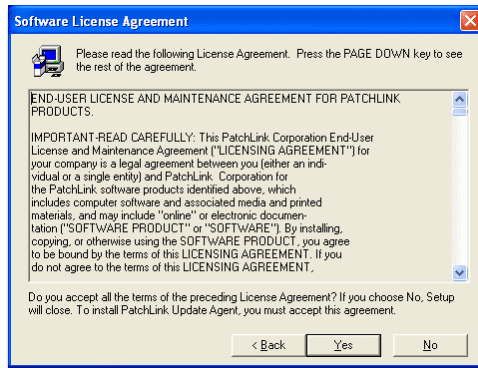 Software License Agreement
Please read the following License Agreement. Press the PAGE DOWN key to see
the rest of the agreement.
END-USER LICENSE AND MAINTENANCE AGREEMENT FOR PATCHLINK
PRODUCTS.
IMPORTANT-READ CAREFULLY: This PatchLink Corporation End-User
License and Maintenance Agreement ("LICENSING AGREEMENT") for
your company is a legal agreement between you (either an indi-
vidual or a single entity) and PatchLink Corporation for
the PatchLink software products identified above, which
includes computer software and associated media and printed
materials, and may include "online" or electronic documen-
tation ("SOFTWARE PRODUCT" or "SOFTWARE"). By installing,
copying, or otherwise using the SOFTWARE PRODUCT, you agree
to be bound by the terms of this LICENSING AGREEMENT. If you
do not agree to the terms of this LICENSING AGREEMENT,
Do you accept all the terms of the preceding License Agreement? If you choose No, Setup
will close. To install PatchLink Update Agent, you must accept this agreement.
< Back Yes No